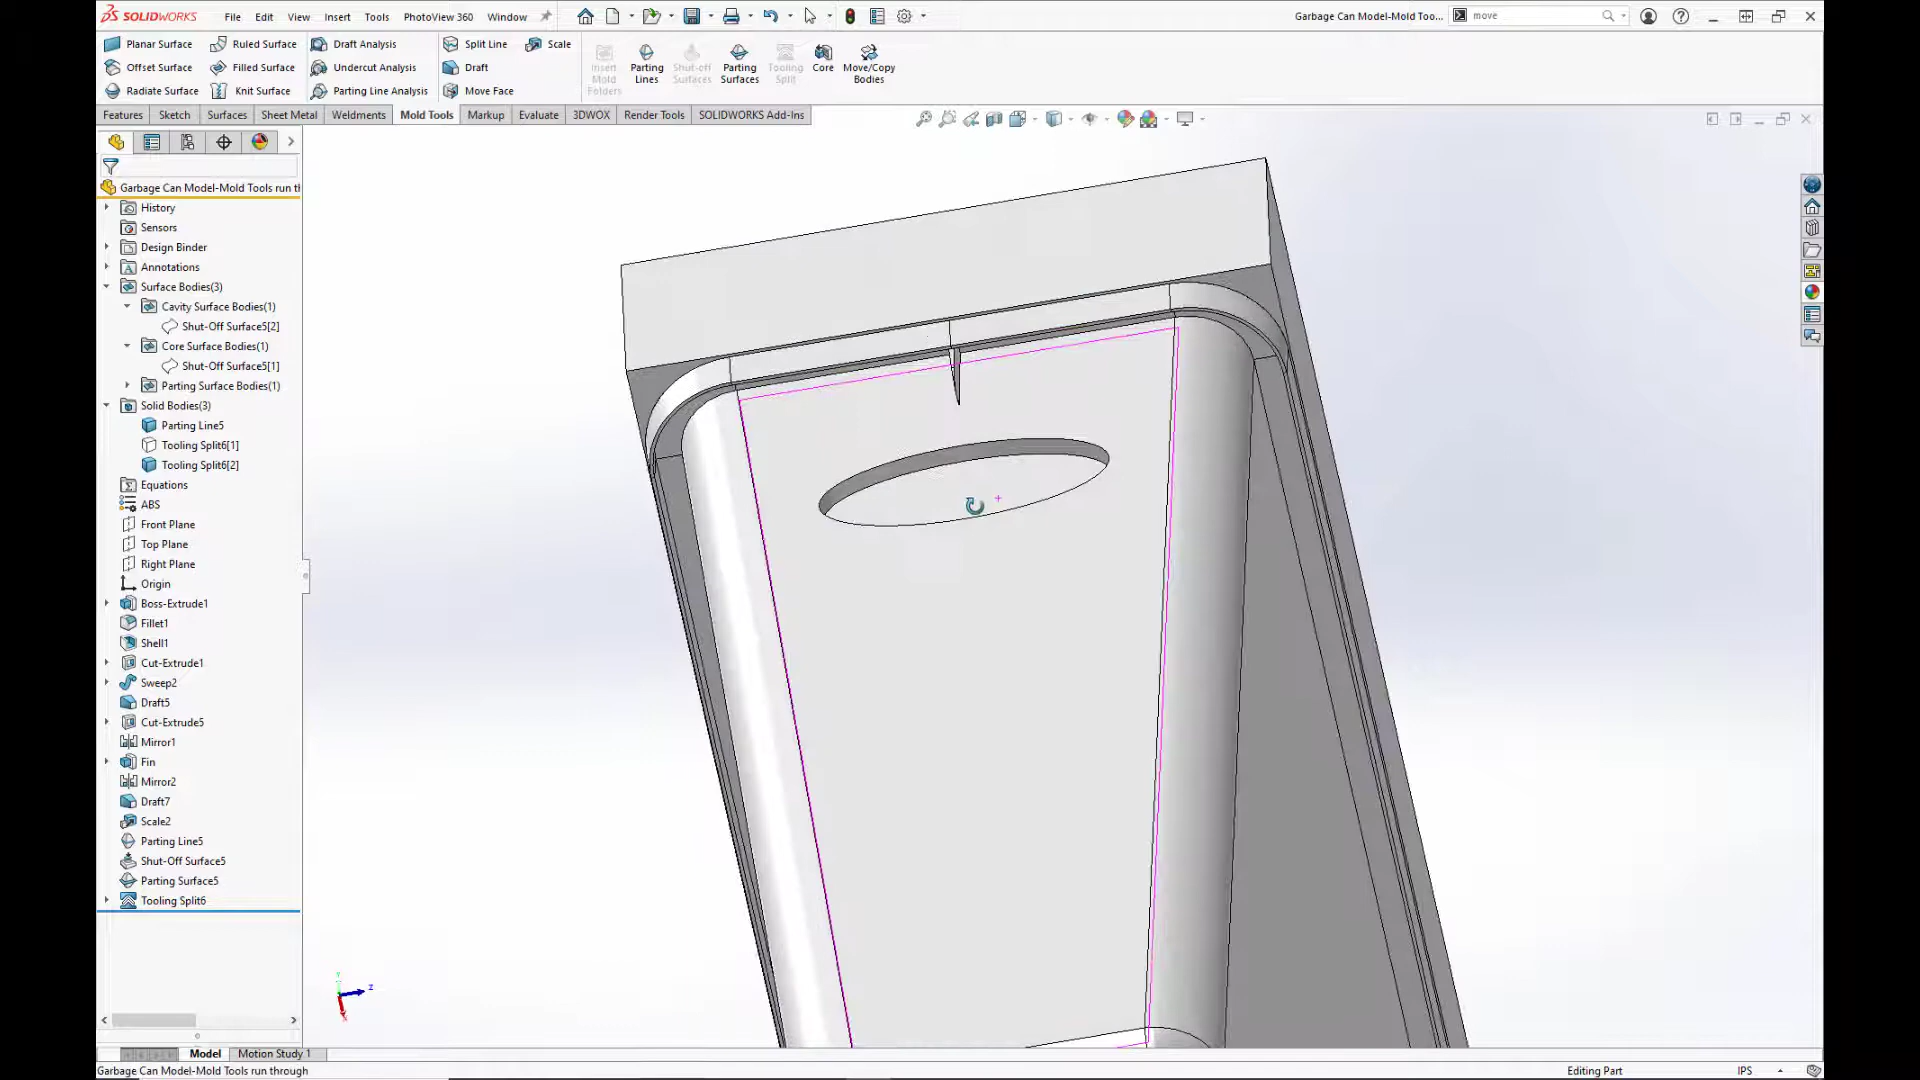 SOLIDWORKS File Edit View Insert Tools PhotoView 360 Window Garbage Can Model-Mold Too... move
Planar Surface Ruled Surface Draft Analysis Split Line Scale
Offset Surface Filled Surface Undercut Analysis Draft
Radiate Surface Knit Surface Parting Line Analysis Move Face
Insert Mold Folders
Parting Lines
Shut-off Surfaces
Parting Surfaces
Tooling Split
Core
Move/Copy Bodies
Features Sketch Surfaces Sheet Metal Weldments Mold Tools Markup Evaluate 3DWOX Render Tools SOLIDWORKS Add-Ins
Garbage Can Model-Mold Tools run th
History
Sensors
Design Binder
Annotations
Surface Bodies(3)
Cavity Surface Bodies(1)
Shut-Off Surface5[2]
Core Surface Bodies(1)
Shut-Off Surface5[1]
Parting Surface Bodies(1)
Solid Bodies(3)
Parting Line5
Tooling Split6[1]
Tooling Split6[2]
Equations
ABS
Front Plane
Top Plane
Right Plane
Origin
Boss-Extrude1
Fillet1
Shell1
Cut-Extrude1
Sweep2
Draft5
Cut-Extrude5
Mirror1
Fin
Mirror2
Draft7
Scale2
Parting Line5
Shut-Off Surface5
Parting Surface5
Tooling Split6
Y
Z
X
Model Motion Study 1
Garbage Can Model-Mold Tools run through Editing Part IPS